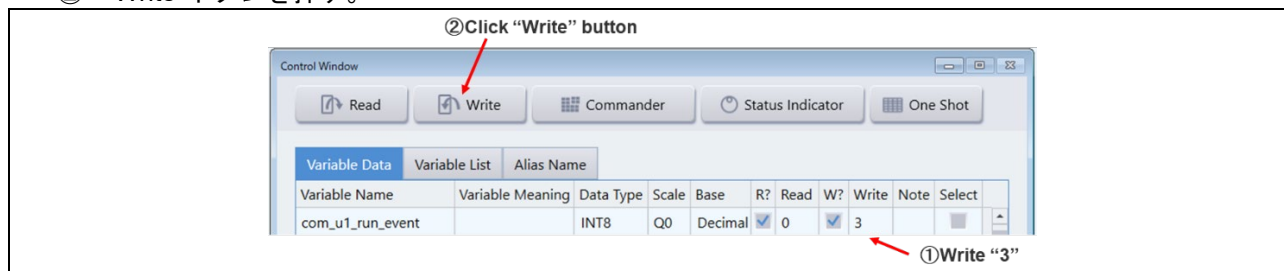 ②Click “Write” button
Control Window
Read Write Commander Status Indicator One Shot
Variable Data Variable List Alias Name
Variable Name Variable Meaning Data Type Scale Base R? Read W? Write Note Select
com_u1_run_event INT8 Q0 Decimal 0 3
①Write “3”